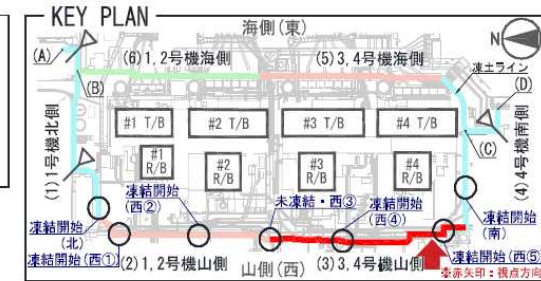 KEY PLAN
海側(東)
N
(A)
(6)1,2号機海側
(5)3,4号機海側
凍土ライン
(B)
(D)
#1 T/B
#2 T/B
#3 T/B
#4 T/B
(1)1号機北側
(C)
(4)4号機南側
#1
R/B
#2
R/B
#3
R/B
#4
R/B
凍結開始
(西②)
未凍結・西③
凍結開始
(西④)
凍結開始
(北)
凍結開始
(南)
凍結開始(西①)
(2)1,2号機山側
山側(西)
(3)3,4号機山側
凍結開始(西⑤)
※赤矢印:視点方向